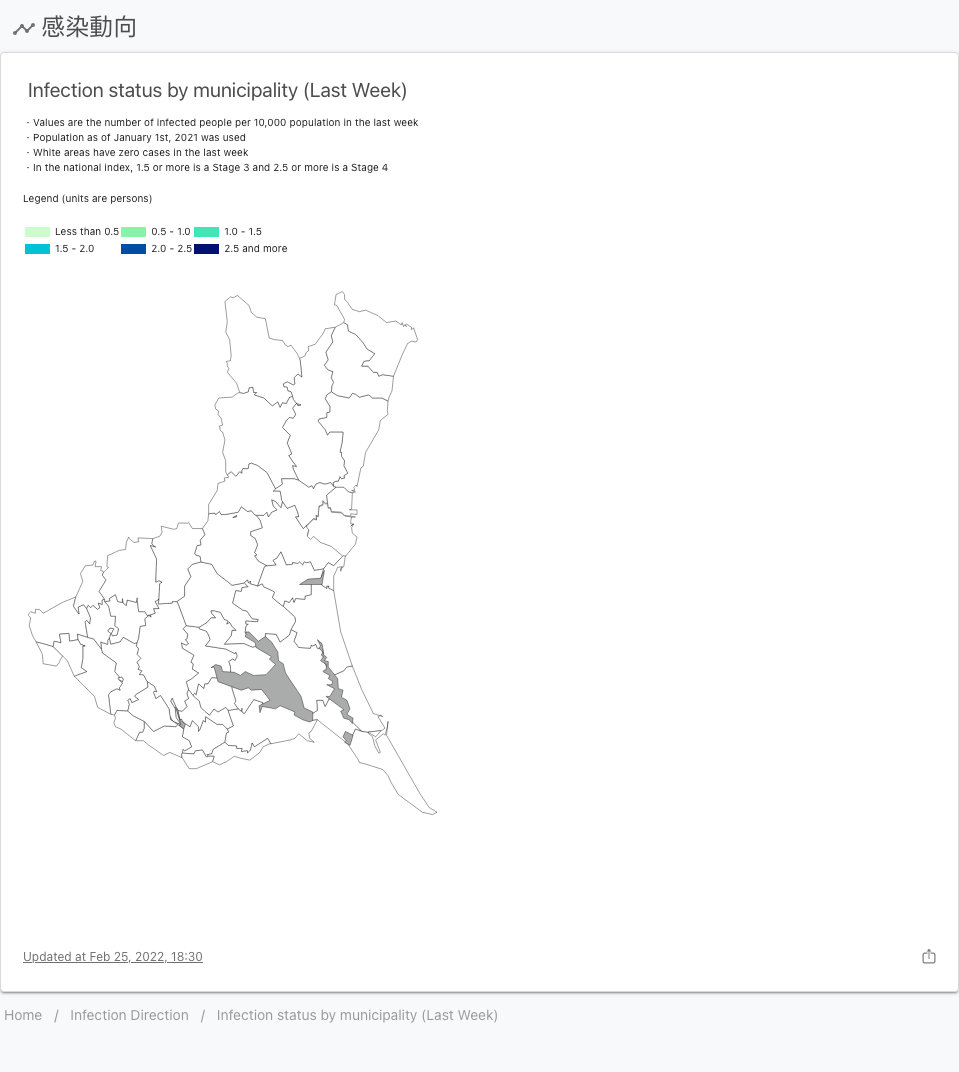 感染動向
Infection status by municipality (Last Week)
· Values are the number of infected people per 10,000 population in the last week
· Population as of January 1st, 2021 was used
· White areas have zero cases in the last week
· In the national index, 1.5 or more is a Stage 3 and 2.5 or more is a Stage 4
Legend (units are persons)
Less than 0.5 0.5 - 1.0 1.0 - 1.5
1.5 - 2.0 2.0 - 2.5 2.5 and more
Updated at Feb 25, 2022, 18:30
Home / Infection Direction / Infection status by municipality (Last Week)